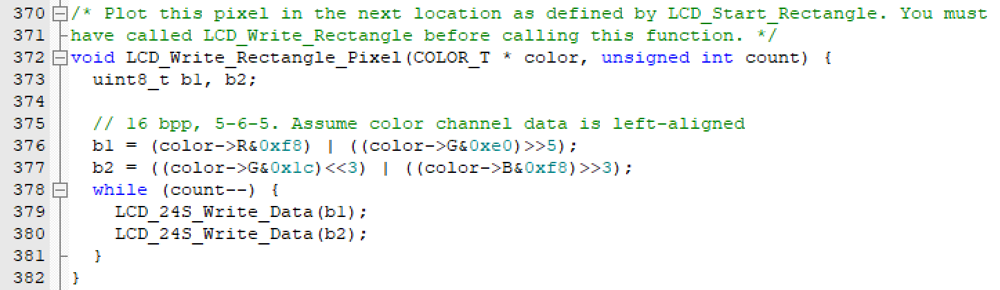 370 /* Plot this pixel in the next location as defined by LCD_Start_Rectangle. You must
371 have called LCD_Write_Rectangle before calling this function. */
372 void LCD_Write_Rectangle_Pixel(COLOR_T * color, unsigned int count) {
373   uint8_t b1, b2;
374
375   // 16 bpp, 5-6-5. Assume color channel data is left-aligned
376   b1 = (color->R&0xf8) | ((color->G&0xe0)>>5);
377   b2 = ((color->G&0x1c)<<3) | ((color->B&0xf8)>>3);
378   while (count--) {
379     LCD_24S_Write_Data(b1);
380     LCD_24S_Write_Data(b2);
381   }
382 }